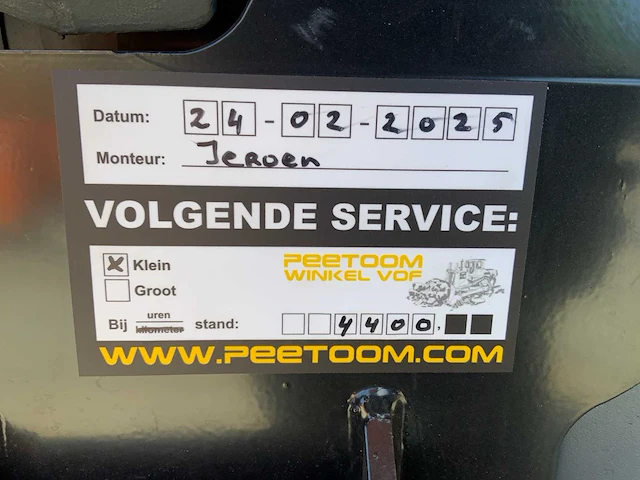 Datum: 24-02-2025
Monteur: Jeroen
VOLGENDE SERVICE:
☒ Klein
☐ Groot
PEETOOM
WINKEL VOF
Bij uren kilometer stand: 4400,
WWW.PEETOOM.COM